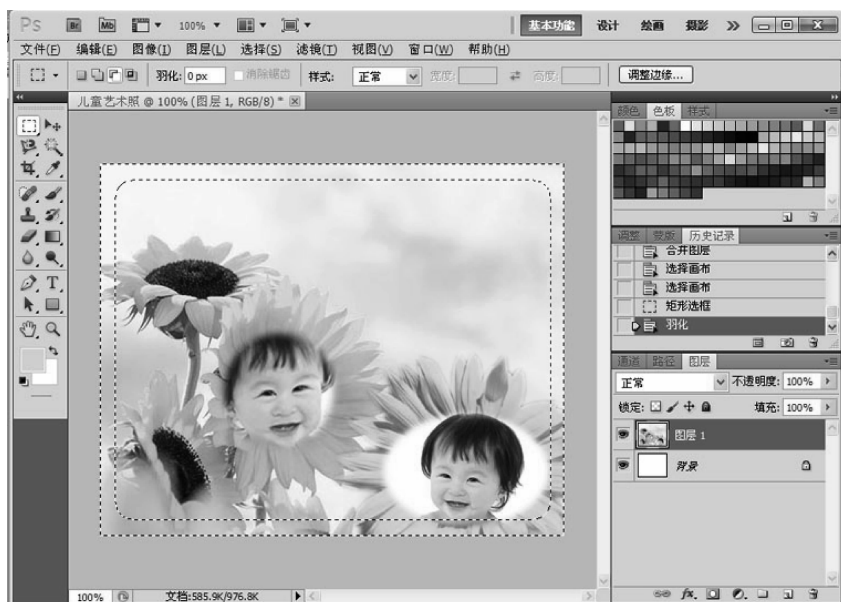 Ps Br Mb 100% 基本功能 设计 绘画 摄影
文件(F) 编辑(E) 图像(I) 图层(L) 选择(S) 滤镜(T) 视图(V) 窗口(W) 帮助(H)
羽化: 0 px 消除锯齿 样式: 正常 宽度: 高度: 调整边缘...
儿童艺术照 @ 100% (图层 1, RGB/8) *
颜色 色板 样式
调整 蒙版 历史记录
合并图层
选择画布
选择画布
矩形选框
羽化
通道 路径 图层
正常 不透明度: 100%
锁定: 填充: 100%
图层 1
背景
100% 文档:585.9K/976.8K